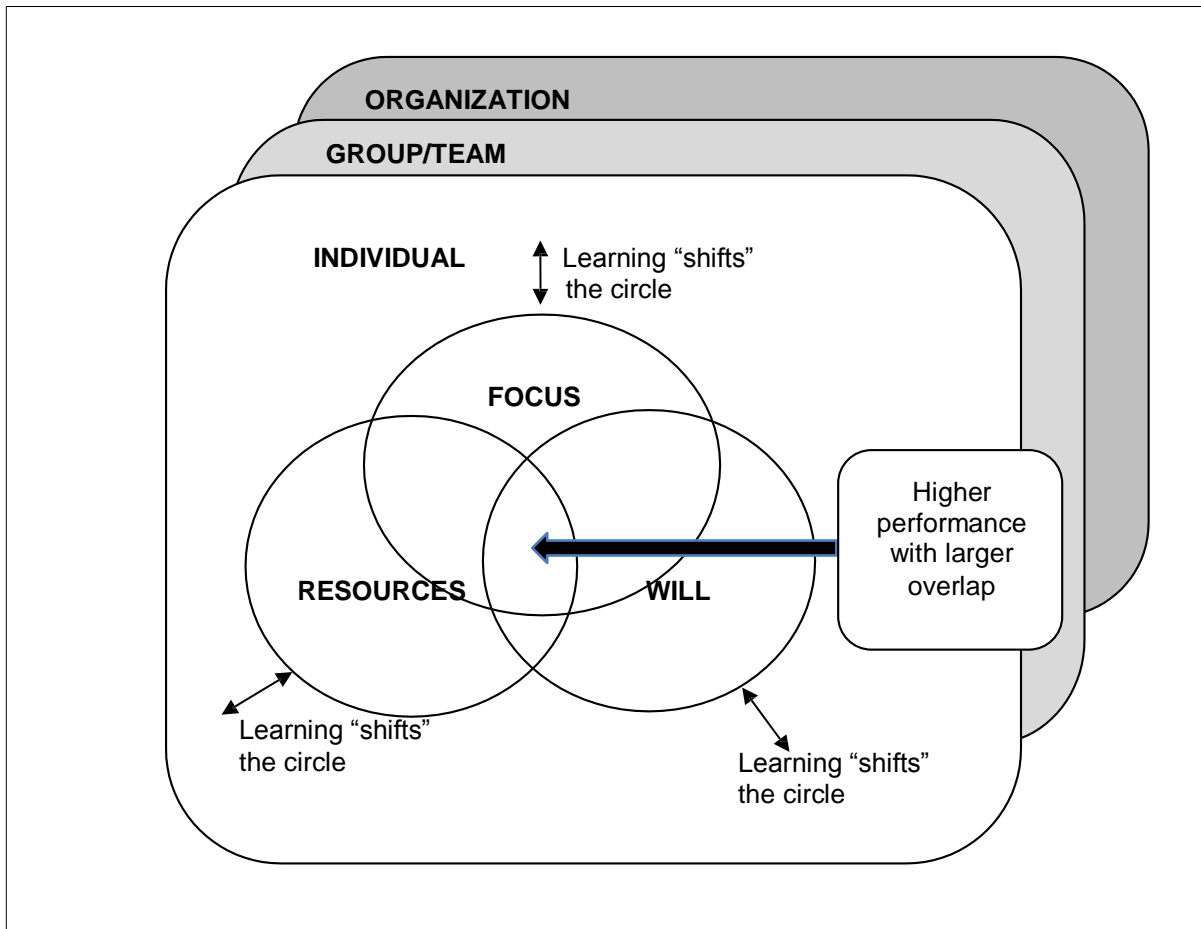 ORGANIZATION
GROUP/TEAM
INDIVIDUAL
Learning “shifts”
the circle
FOCUS
Higher
performance
with larger
overlap
RESOURCES
WILL
Learning “shifts”
the circle
Learning “shifts”
the circle